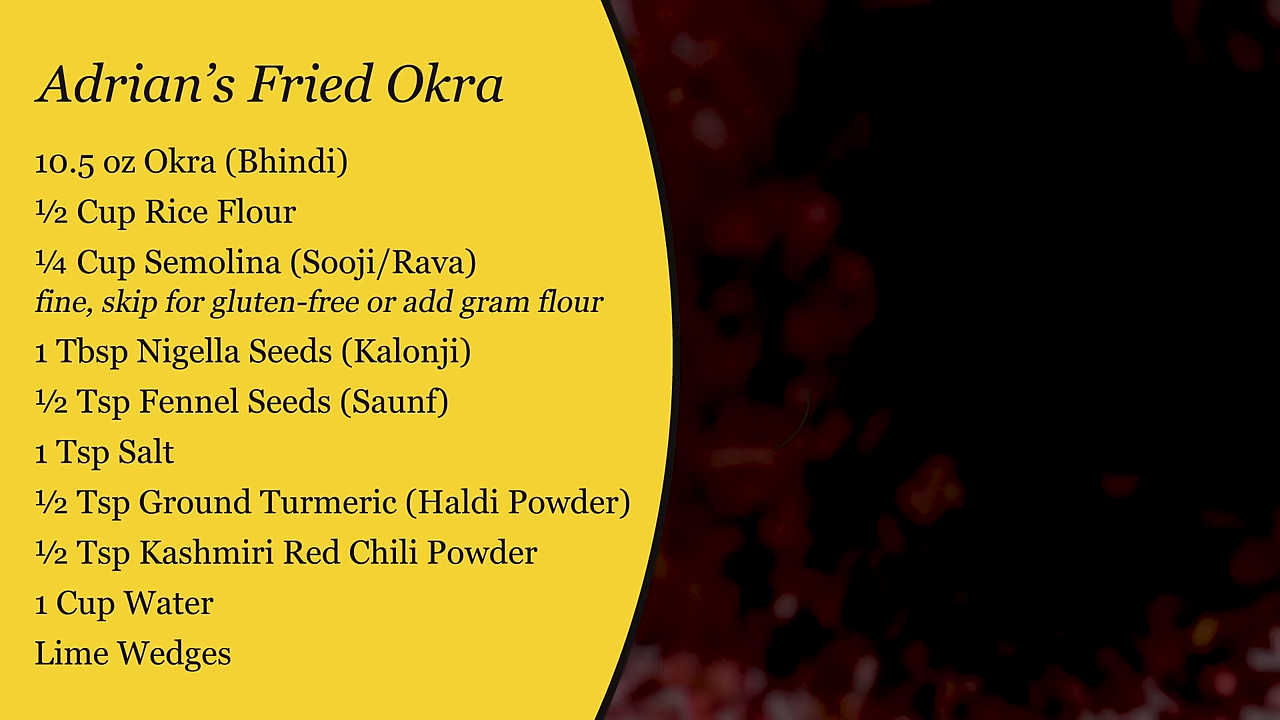 Adrian’s Fried Okra
10.5 oz Okra (Bhindi)
½ Cup Rice Flour
¼ Cup Semolina (Sooji/Rava)
fine, skip for gluten-free or add gram flour
1 Tbsp Nigella Seeds (Kalonji)
½ Tsp Fennel Seeds (Saunf)
1 Tsp Salt
½ Tsp Ground Turmeric (Haldi Powder)
½ Tsp Kashmiri Red Chili Powder
1 Cup Water
Lime Wedges